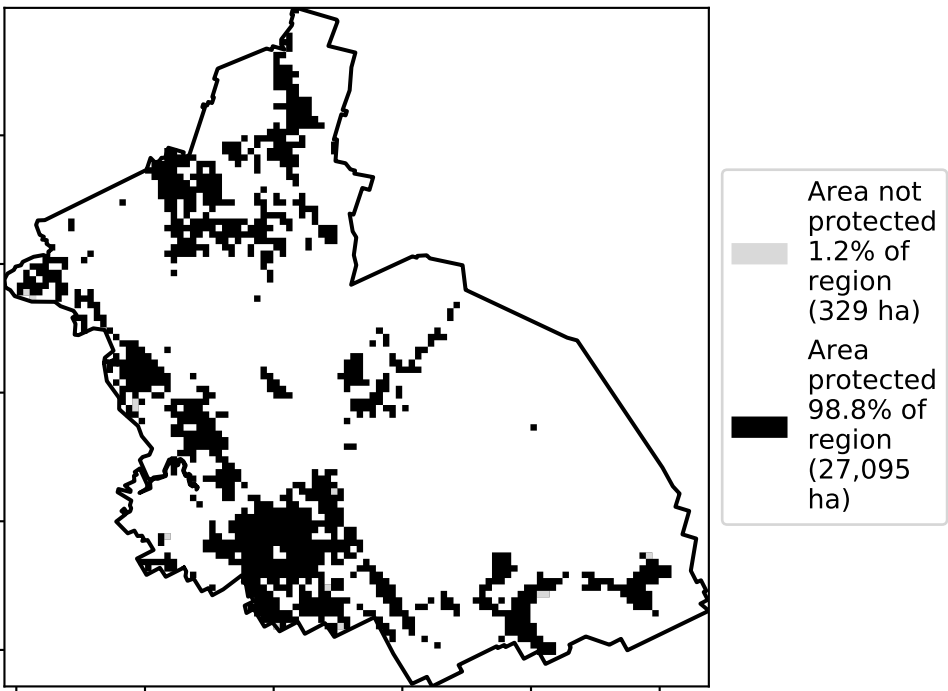 Area not
protected
1.2% of
region
(329 ha)
Area
protected
98.8% of
region
(27,095
ha)